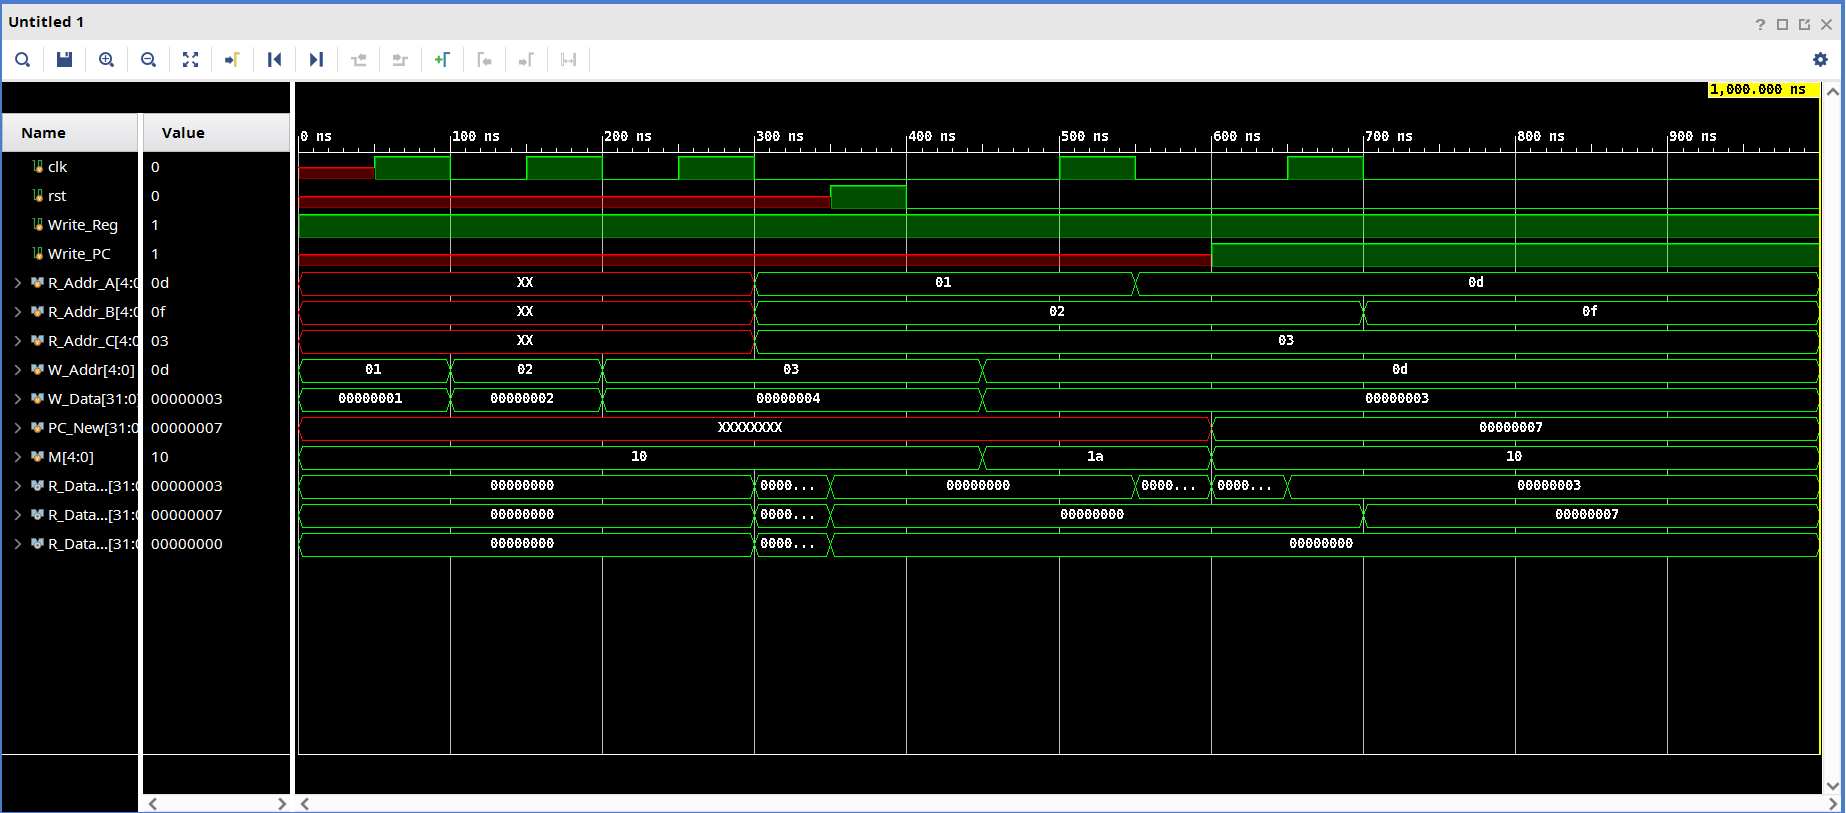 Untitled 1
?
1,000.000 ns
Name Value
0 ns 100 ns 200 ns 300 ns 400 ns 500 ns 600 ns 700 ns 800 ns 900 ns
clk 0
rst 0
Write_Reg 1
Write_PC 1
R_Addr_A[4:0 0d XX 01 0d
R_Addr_B[4:0 0f XX 02 0f
R_Addr_C[4:0 03 XX 03
W_Addr[4:0] 0d 01 02 03 0d
W_Data[31:0] 00000003 00000001 00000002 00000004 00000003
PC_New[31:0 00000007 XXXXXXXX 00000007
M[4:0] 10 10 1a 10
R_Data...[31:0 00000003 00000000 0000... 00000000 0000... 0000... 00000003
R_Data...[31:0 00000007 00000000 0000... 00000000 00000007
R_Data...[31:0 00000000 00000000 0000... 00000000